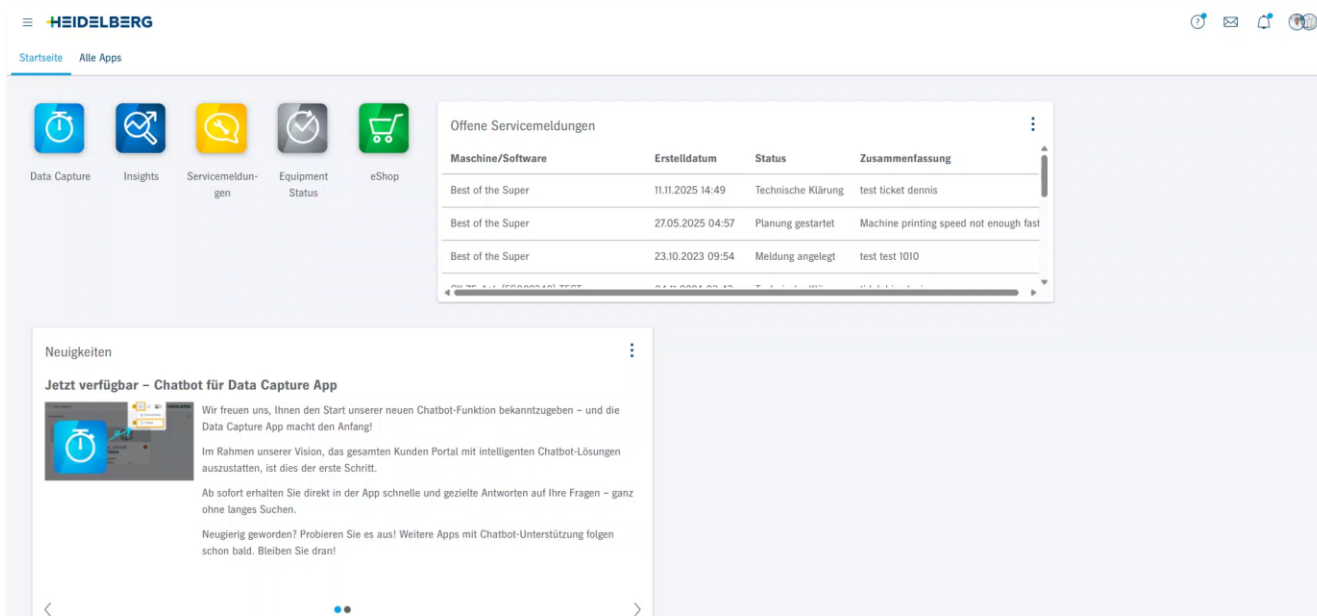 HEIDELBERG
Startseite Alle Apps
Data Capture
Insights
Servicemeldun-
gen
Equipment
Status
eShop
Offene Servicemeldungen
Maschine/Software Erstelldatum Status Zusammenfassung
Best of the Super 11.11.2025 14:49 Technische Klärung test ticket dennis
Best of the Super 27.05.2025 04:57 Planung gestartet Machine printing speed not enough fast
Best of the Super 23.10.2023 09:54 Meldung angelegt test test 1010
Neuigkeiten
Jetzt verfügbar – Chatbot für Data Capture App
Wir freuen uns, Ihnen den Start unserer neuen Chatbot-Funktion bekanntzugeben – und die
Data Capture App macht den Anfang!
Im Rahmen unserer Vision, das gesamten Kunden Portal mit intelligenten Chatbot-Lösungen
auszustatten, ist dies der erste Schritt.
Ab sofort erhalten Sie direkt in der App schnelle und gezielte Antworten auf Ihre Fragen – ganz
ohne langes Suchen.
Neugierig geworden? Probieren Sie es aus! Weitere Apps mit Chatbot-Unterstützung folgen
schon bald. Bleiben Sie dran!